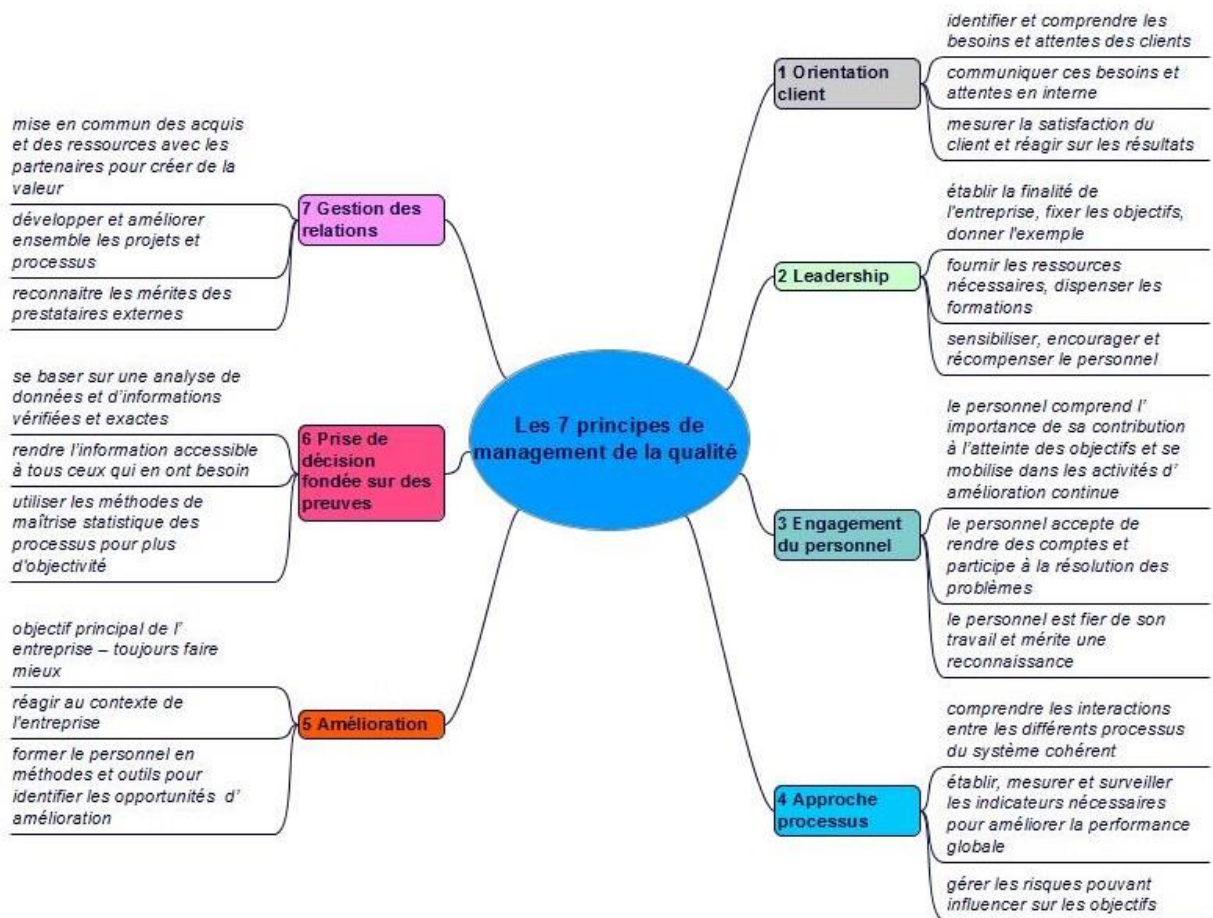 Les 7 principes de
management de la qualité
1 Orientation
client
identifier et comprendre les
besoins et attentes des clients
communiquer ces besoins et
attentes en interne
mesurer la satisfaction du
client et réagir sur les résultats
2 Leadership
établir la finalité de
l'entreprise, fixer les objectifs,
donner l'exemple
fournir les ressources
nécessaires, dispenser les
formations
sensibiliser, encourager et
récompenser le personnel
3 Engagement
du personnel
le personnel comprend l’
importance de sa contribution
à l’atteinte des objectifs et se
mobilise dans les activités d’
amélioration continue
le personnel accepte de
rendre des comptes et
participe à la résolution des
problèmes
le personnel est fier de son
travail et mérite une
reconnaissance
4 Approche
processus
comprendre les interactions
entre les différents processus
du système cohérent
établir, mesurer et surveiller
les indicateurs nécessaires
pour améliorer la performance
globale
gérer les risques pouvant
influencer sur les objectifs
5 Amélioration
objectif principal de l’
entreprise – toujours faire
mieux
réagir au contexte de
l'entreprise
former le personnel en
méthodes et outils pour
identifier les opportunités d’
amélioration
6 Prise de
décision
fondée sur des
preuves
se baser sur une analyse de
données et d’informations
vérifiées et exactes
rendre l’information accessible
à tous ceux qui en ont besoin
utiliser les méthodes de
maîtrise statistique des
processus pour plus
d'objectivité
7 Gestion des
relations
mise en commun des acquis
et des ressources avec les
partenaires pour créer de la
valeur
développer et améliorer
ensemble les projets et
processus
reconnaitre les mérites des
prestataires externes